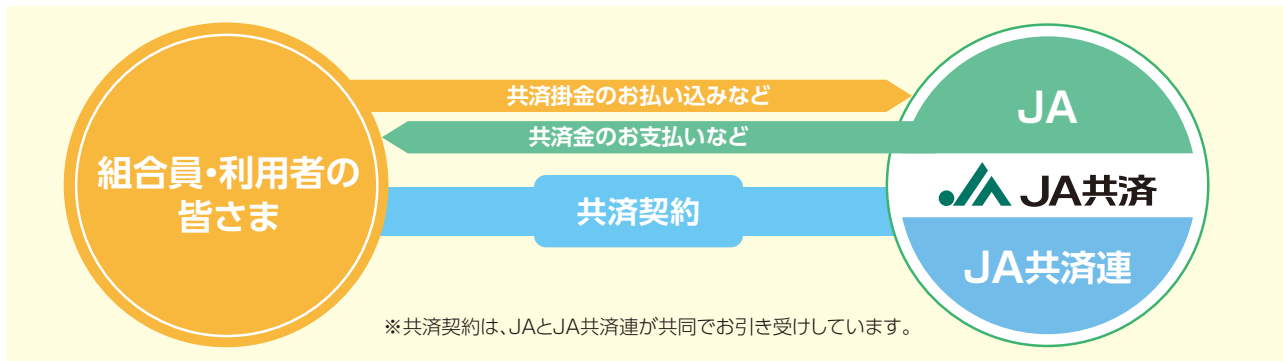 組合員・利用者の
皆さま
共済掛金のお払い込みなど
共済金のお支払いなど
共済契約
JA
JA共済
JA共済連
※共済契約は、JAとJA共済連が共同でお引き受けしています。